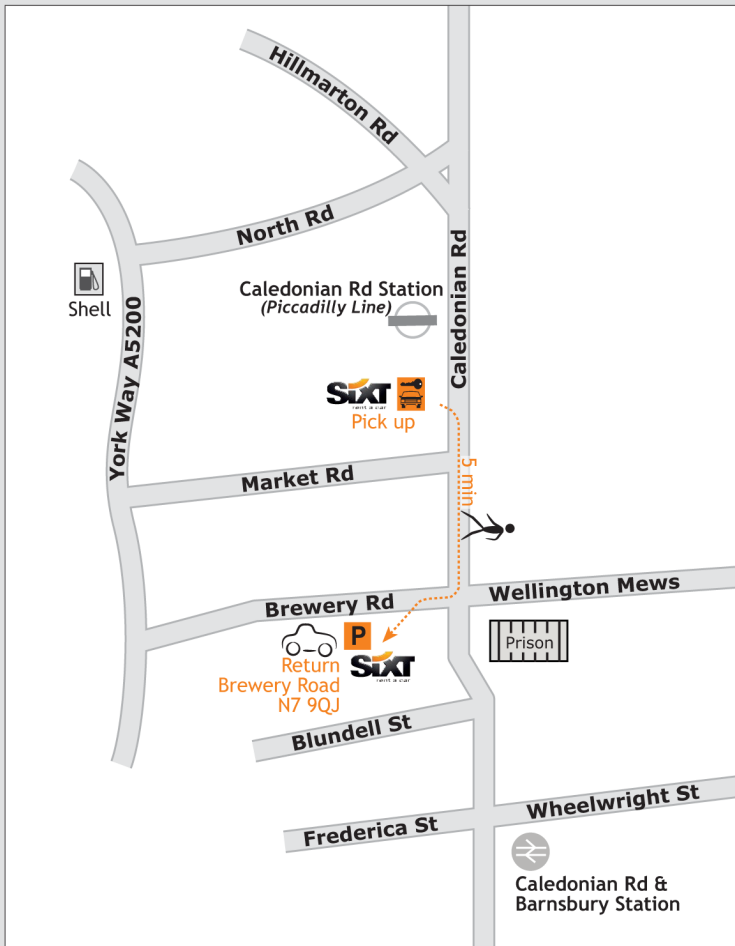 Hillmarton Rd
North Rd
Caledonian Rd
Shell
York Way A5200
Caledonian Rd Station
(Piccadilly Line)
SiXT
rent a car
Pick up
5 min
Market Rd
Brewery Rd
Wellington Mews
P
Prison
SiXT
rent a car
Return
Brewery Road
N7 9QJ
Blundell St
Wheelwright St
Frederica St
Caledonian Rd &
Barnsbury Station